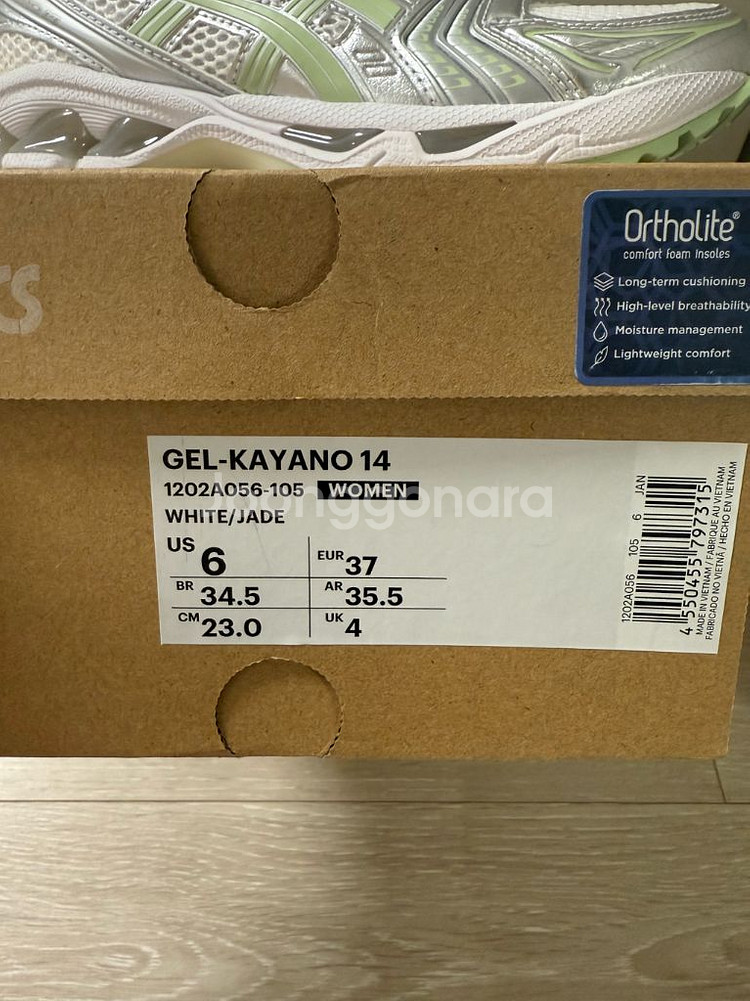 Ortholite®
comfort foam insoles
Long-term cushioning
High-level breathability
Moisture management
Lightweight comfort
CS
GEL-KAYANO 14
1202A056-105 WOMEN
WHITE/JADE
US 6
EUR 37
BR 34.5
AR 35.5
CM 23.0
UK 4
1202A056 105 6 JAN
4 550455 797315
MADE IN VIETNAM / FABRIQUE AU VIETNAM
FABRICADO NO VIETNÃ / HECHO EN VIETNAM
joonggonara